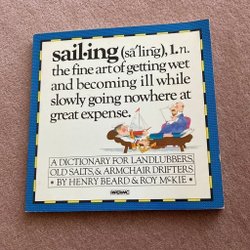 sail·ing (sā'lĭng), 1. n.
the fine art of getting wet
and becoming ill while
slowly going nowhere at
great expense.
A DICTIONARY FOR LANDLUBBERS,
OLD SALTS, & ARMCHAIR DRIFTERS
BY HENRY BEARD & ROY McKIE